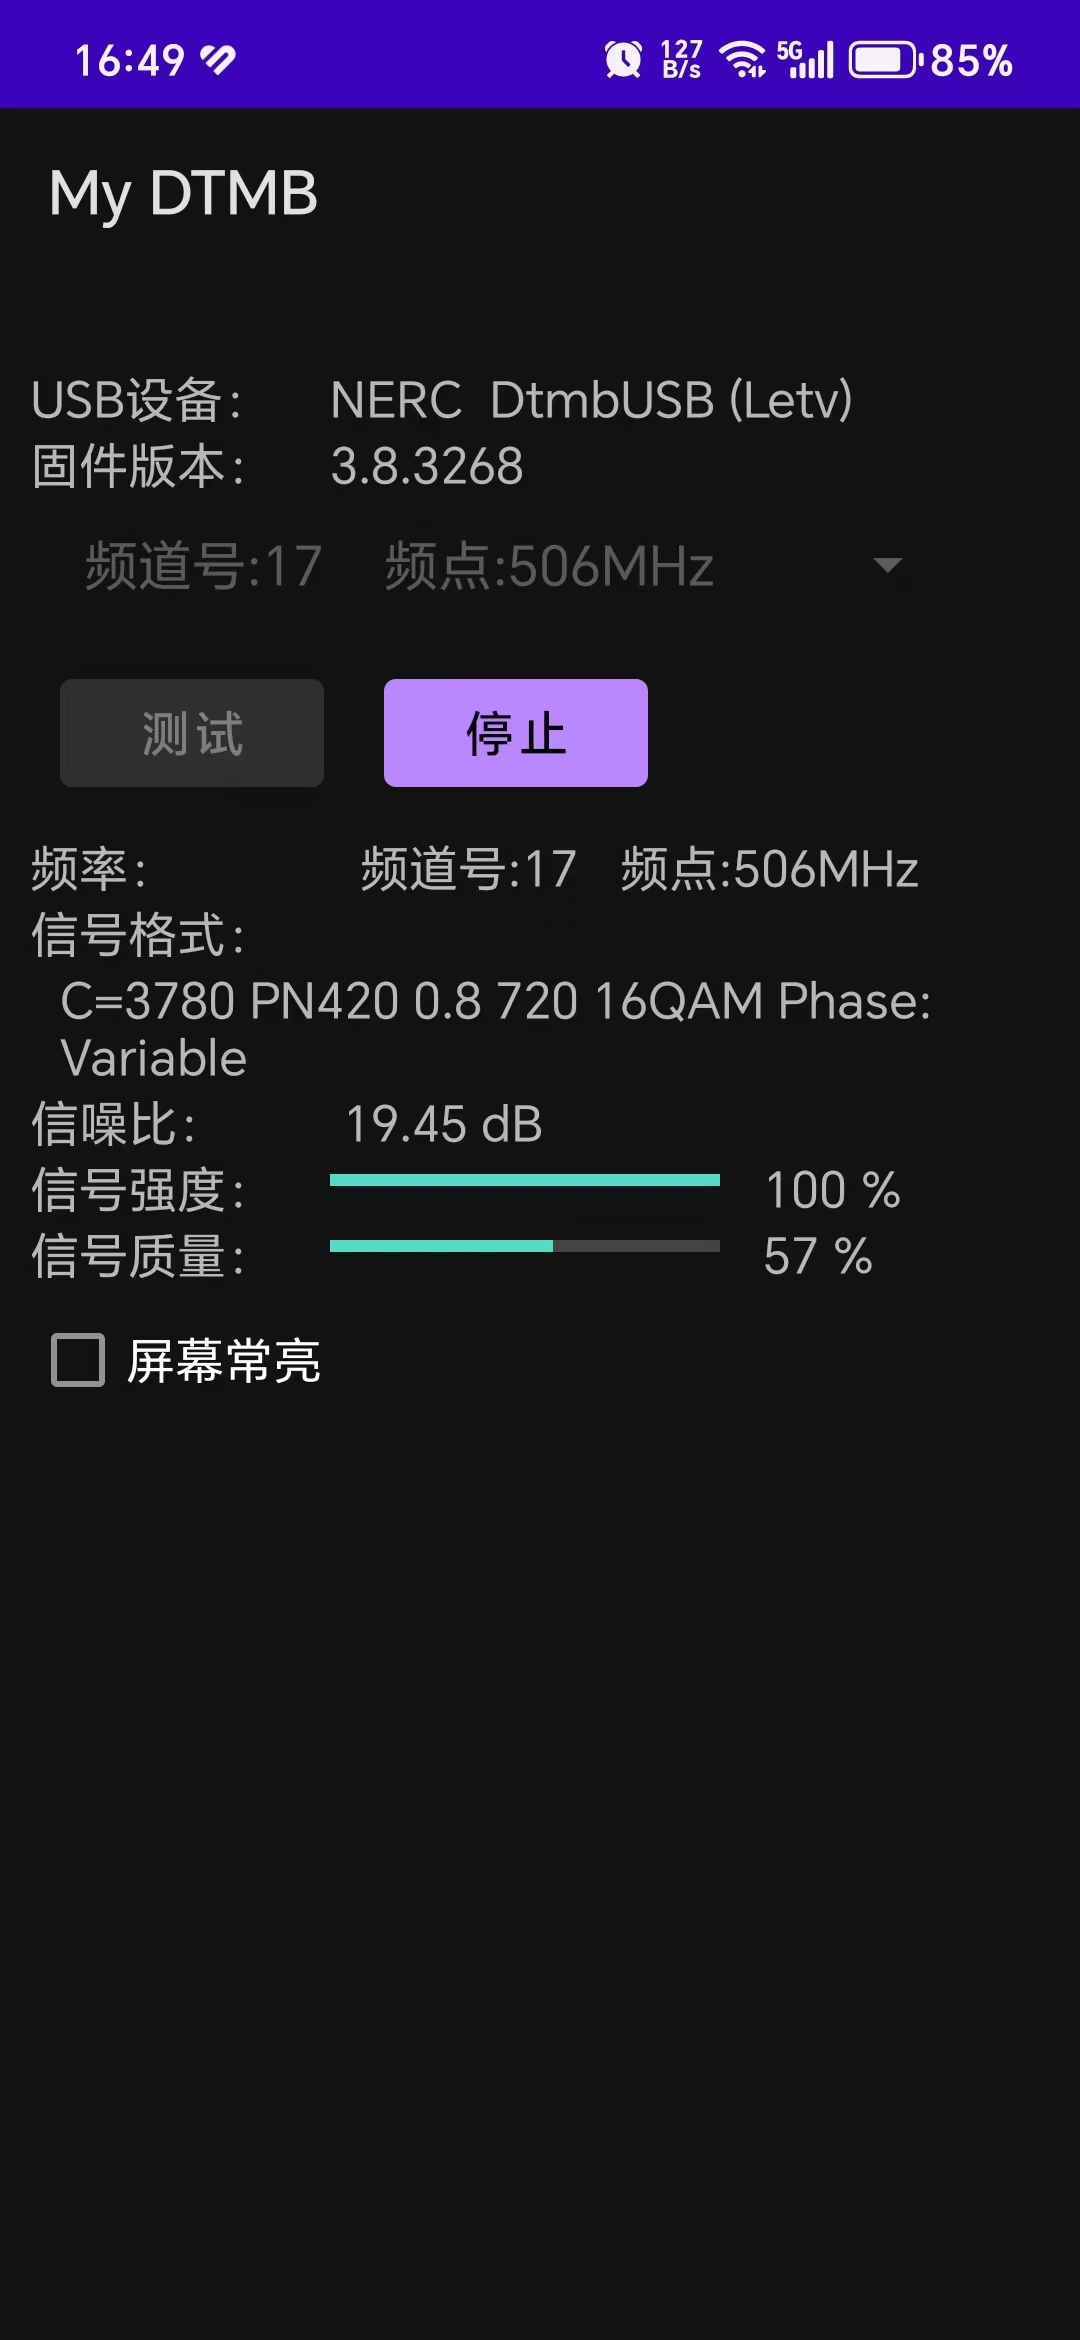 16:49 127 B/s 5G 85%
My DTMB
USB设备: NERC DtmbUSB (Letv)
固件版本: 3.8.3268
频道号:17 频点:506MHz
测试 停止
频率: 频道号:17 频点:506MHz
信号格式:
C=3780 PN420 0.8 720 16QAM Phase:
Variable
信噪比: 19.45 dB
信号强度: 100 %
信号质量: 57 %
屏幕常亮